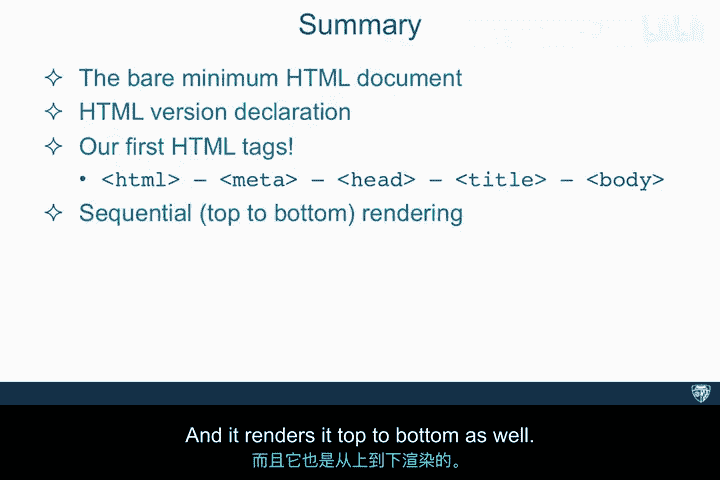 Summary
✧ The bare minimum HTML document
✧ HTML version declaration
✧ Our first HTML tags!
• <html> – <meta> – <head> – <title> – <body>
✧ Sequential (top to bottom) rendering
And it renders it top to bottom as well.
而且它也是从上到下渲染的。